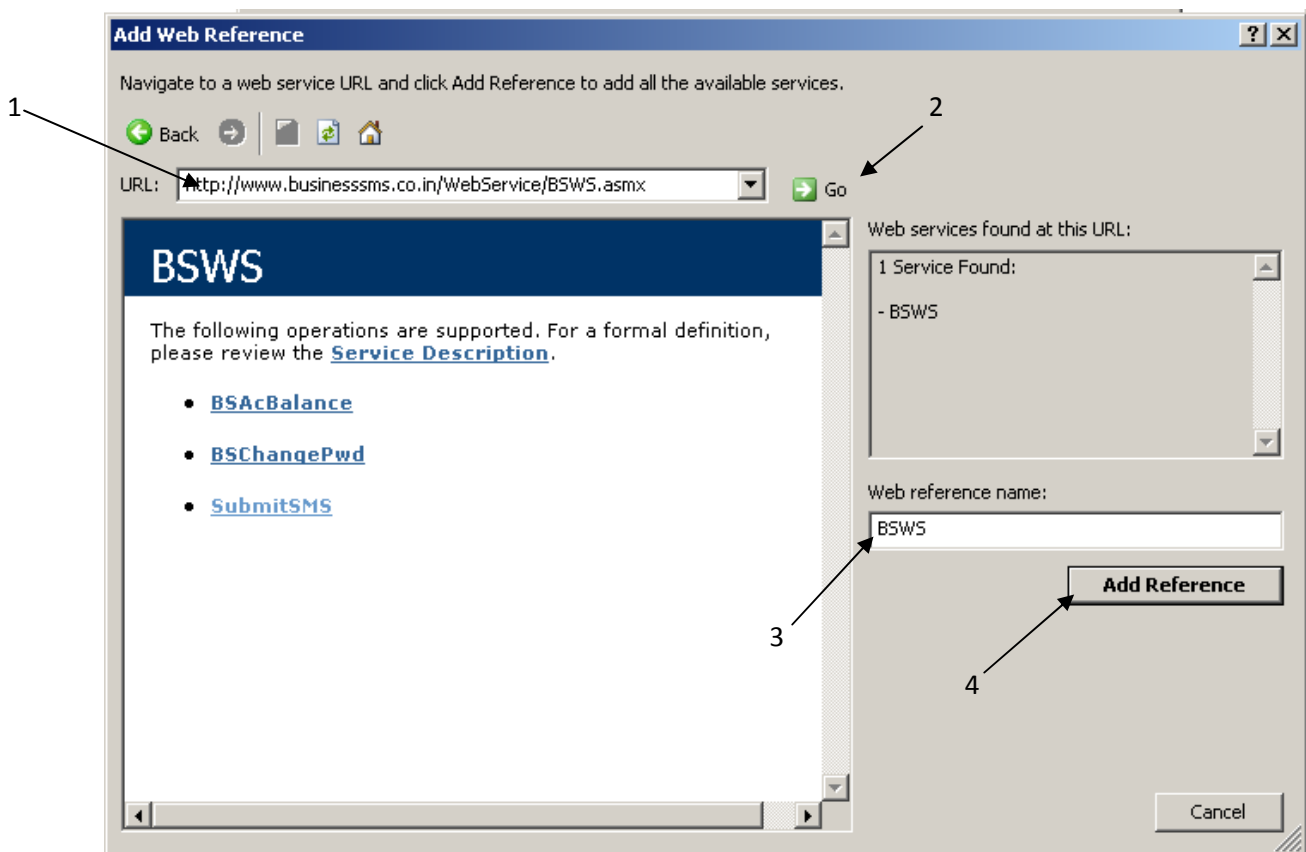 Add Web Reference
Navigate to a web service URL and click Add Reference to add all the available services.
1
2
Back
URL: http://www.businesssms.co.in/WebService/BSWS.asmx
Go
BSWS
The following operations are supported. For a formal definition,
please review the Service Description.
• BSAcBalance
• BSChangePwd
• SubmitSMS
Web services found at this URL:
1 Service Found:
- BSWS
Web reference name:
BSWS
Add Reference
3
4
Cancel